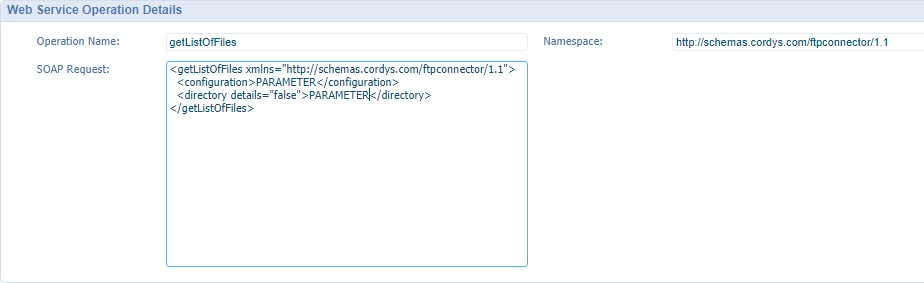 Web Service Operation Details
Operation Name: getListOfFiles Namespace: http://schemas.cordys.com/ftpconnector/1.1
SOAP Request:
<getListOfFiles xmlns="http://schemas.cordys.com/ftpconnector/1.1">
  <configuration>PARAMETER</configuration>
  <directory details="false">PARAMETER</directory>
</getListOfFiles>